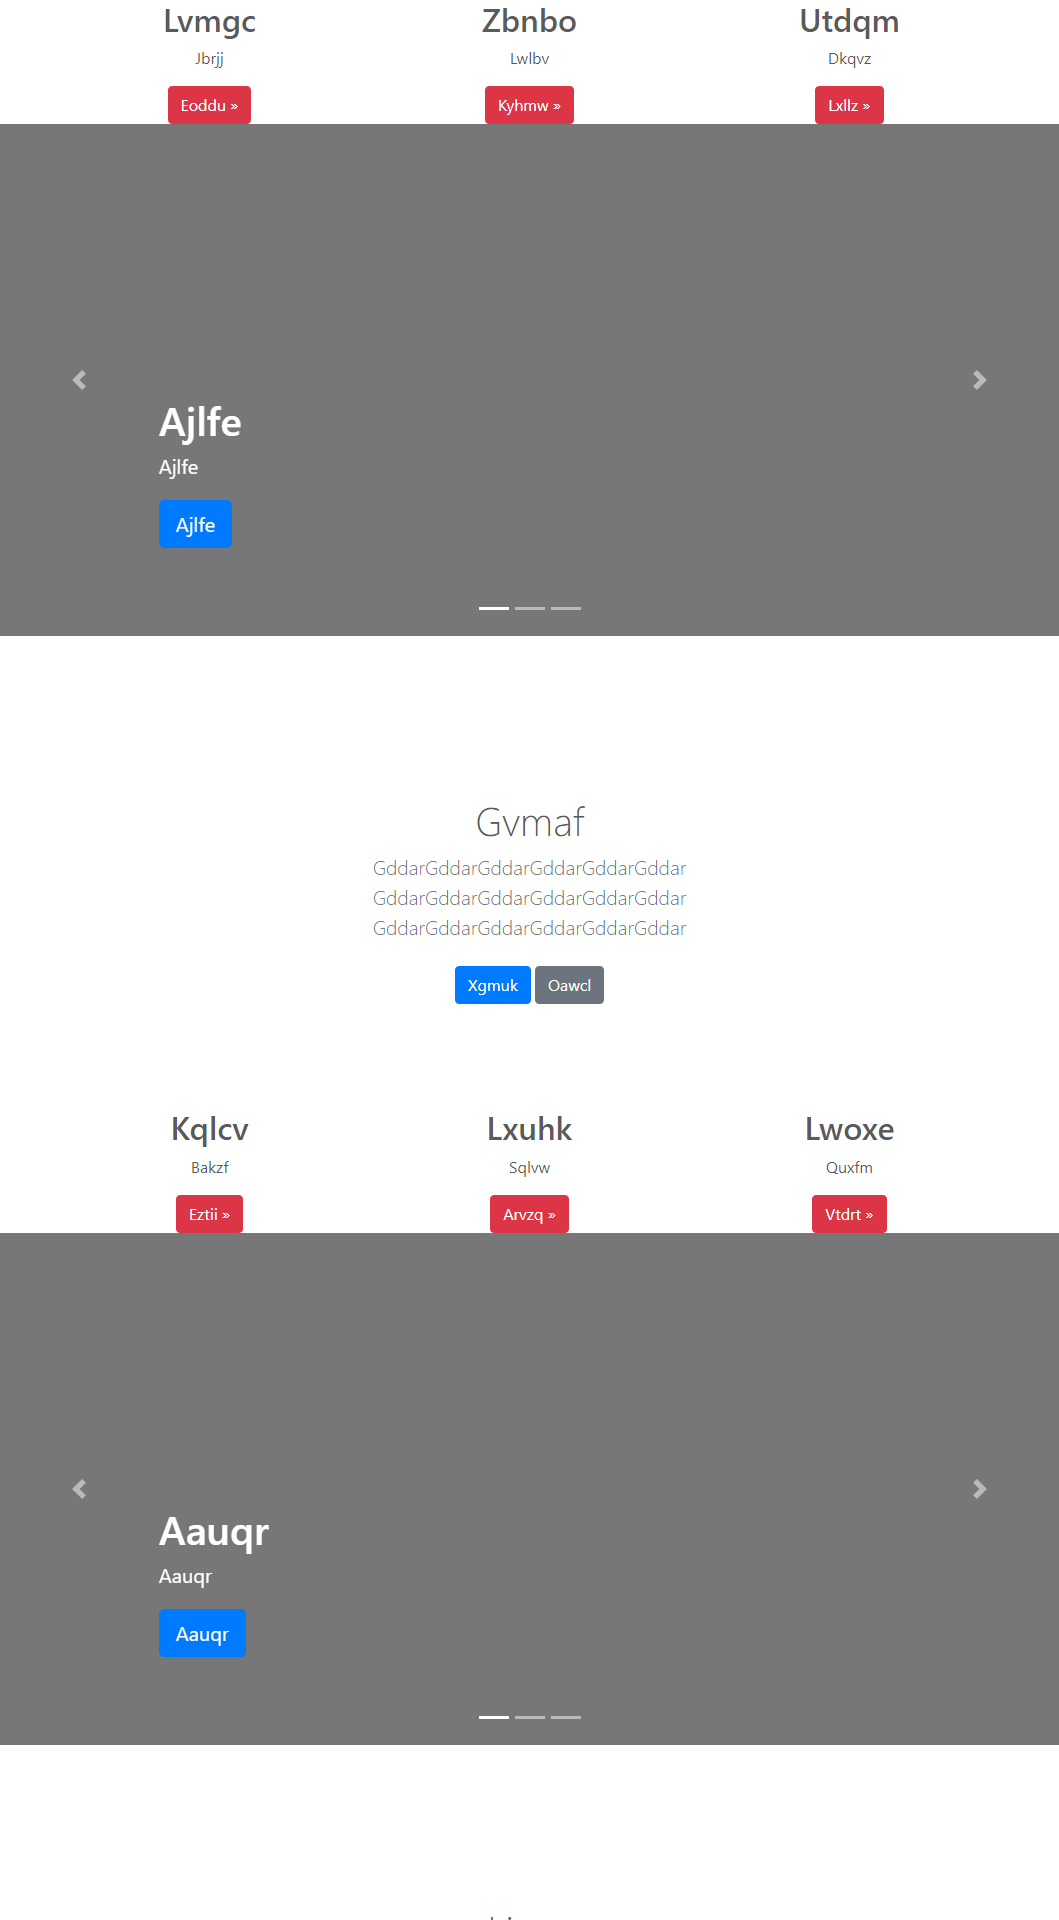 Lvmgc Zbnbo Utdqm
Jbrjj Lwlbv Dkqvz
Eoddu » Kyhmw » Lxllz »
Ajlfe
Ajlfe
Ajlfe
Gvmaf
GddarGddarGddarGddarGddarGddar
GddarGddarGddarGddarGddarGddar
GddarGddarGddarGddarGddarGddar
Xgmuk Oawcl
Kqlcv Lxuhk Lwoxe
Bakzf Sqlvw Quxfm
Eztii » Arvzq » Vtdrt »
Aauqr
Aauqr
Aauqr